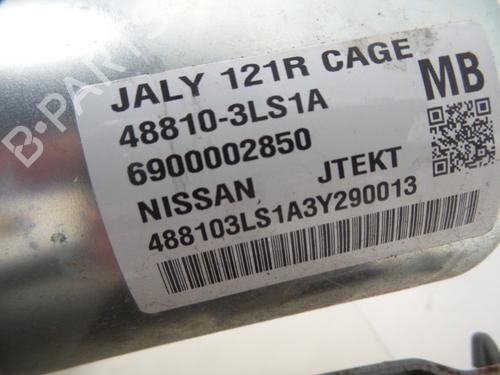 JALY 121R CAGE
MB
48810-3LS1A
6900002850
NISSAN JTEKT
488103LS1A3Y290013
B-PARTS